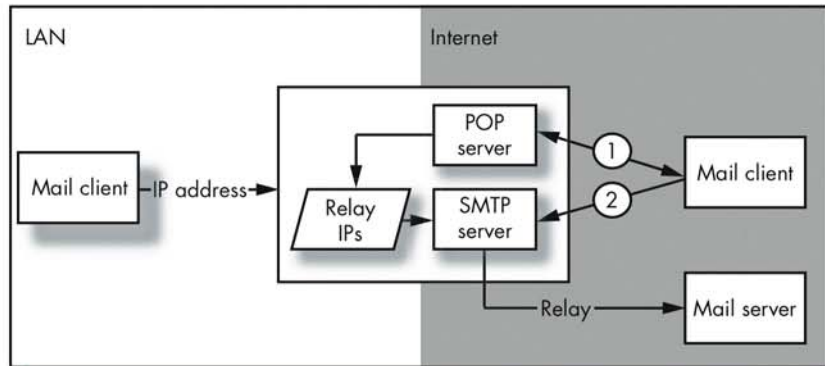 LAN
Internet
POP
server
1
Mail client
Mail client
IP address
Relay
IPs
SMTP
server
2
Relay
Mail server